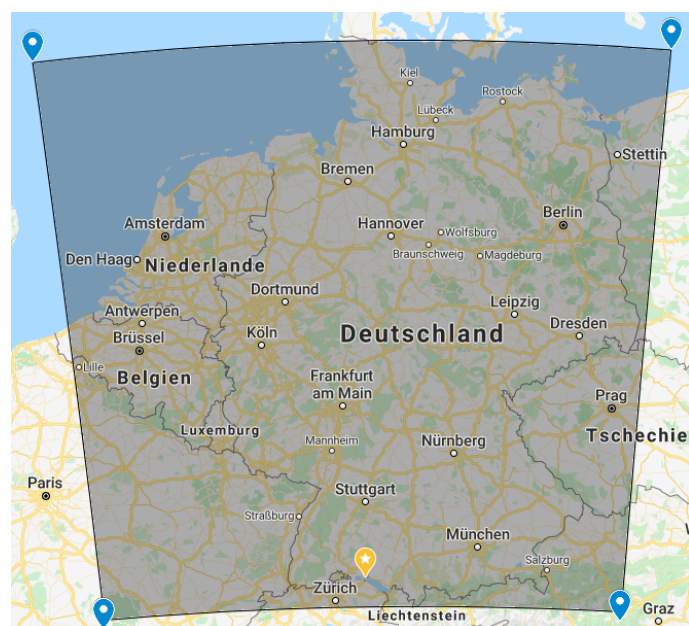 Kiel
Rostock
Lübeck
Hamburg
Stettin
Bremen
Amsterdam
Hannover
Berlin
Wolfsburg
Braunschweig
Magdeburg
Den Haag
Niederlande
Dortmund
Leipzig
Antwerpen
Dresden
Köln
Deutschland
Brüssel
Lille
Belgien
Frankfurt
am Main
Prag
Luxemburg
Mannheim
Nürnberg
Tschechie
Paris
Stuttgart
Straßburg
München
Salzburg
Zürich
Liechtenstein
Graz